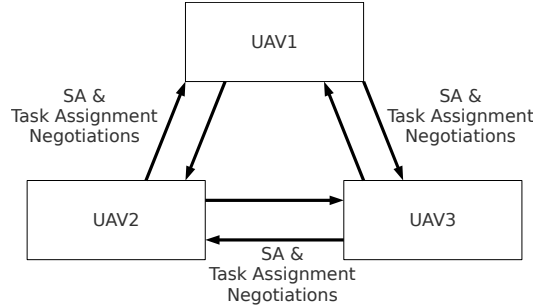 UAV1
SA &
Task Assignment
Negotiations
SA &
Task Assignment
Negotiations
UAV2
UAV3
SA &
Task Assignment
Negotiations